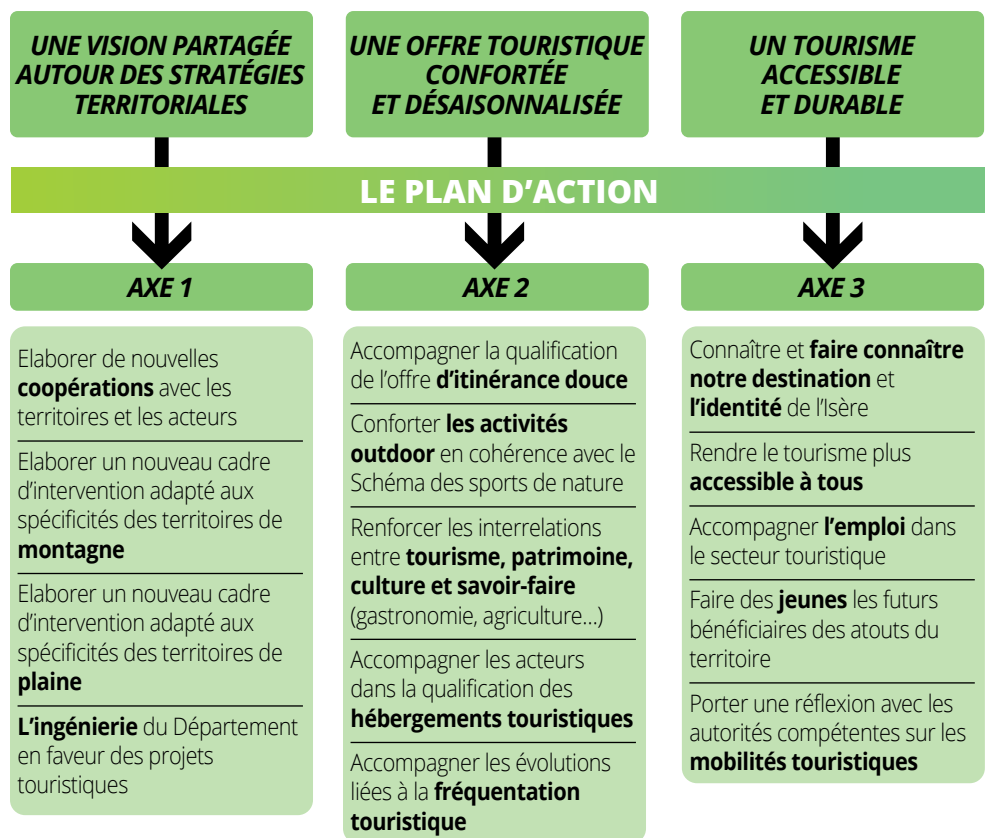 UNE VISION PARTAGÉE
AUTOUR DES STRATÉGIES
TERRITORIALES
UNE OFFRE TOURISTIQUE
CONFORTÉE
ET DÉSAISONNALISÉE
UN TOURISME
ACCESSIBLE
ET DURABLE
LE PLAN D'ACTION
AXE 1
Elaborer de nouvelles
coopérations avec les
territoires et les acteurs
Elaborer un nouveau cadre
d'intervention adapté aux
spécificités des territoires de
montagne
Elaborer un nouveau cadre
d'intervention adapté aux
spécificités des territoires de
plaine
L'ingénierie du Département
en faveur des projets
touristiques
AXE 2
Accompagner la qualification
de l'offre d'itinérance douce
Conforter les activités
outdoor en cohérence avec le
Schéma des sports de nature
Renforcer les interrelations
entre tourisme, patrimoine,
culture et savoir-faire
(gastronomie, agriculture...)
Accompagner les acteurs
dans la qualification des
hébergements touristiques
Accompagner les évolutions
liées à la fréquentation
touristique
AXE 3
Connaître et faire connaître
notre destination et
l'identité de l'Isère
Rendre le tourisme plus
accessible à tous
Accompagner l'emploi dans
le secteur touristique
Faire des jeunes les futurs
bénéficiaires des atouts du
territoire
Porter une réflexion avec les
autorités compétentes sur les
mobilités touristiques